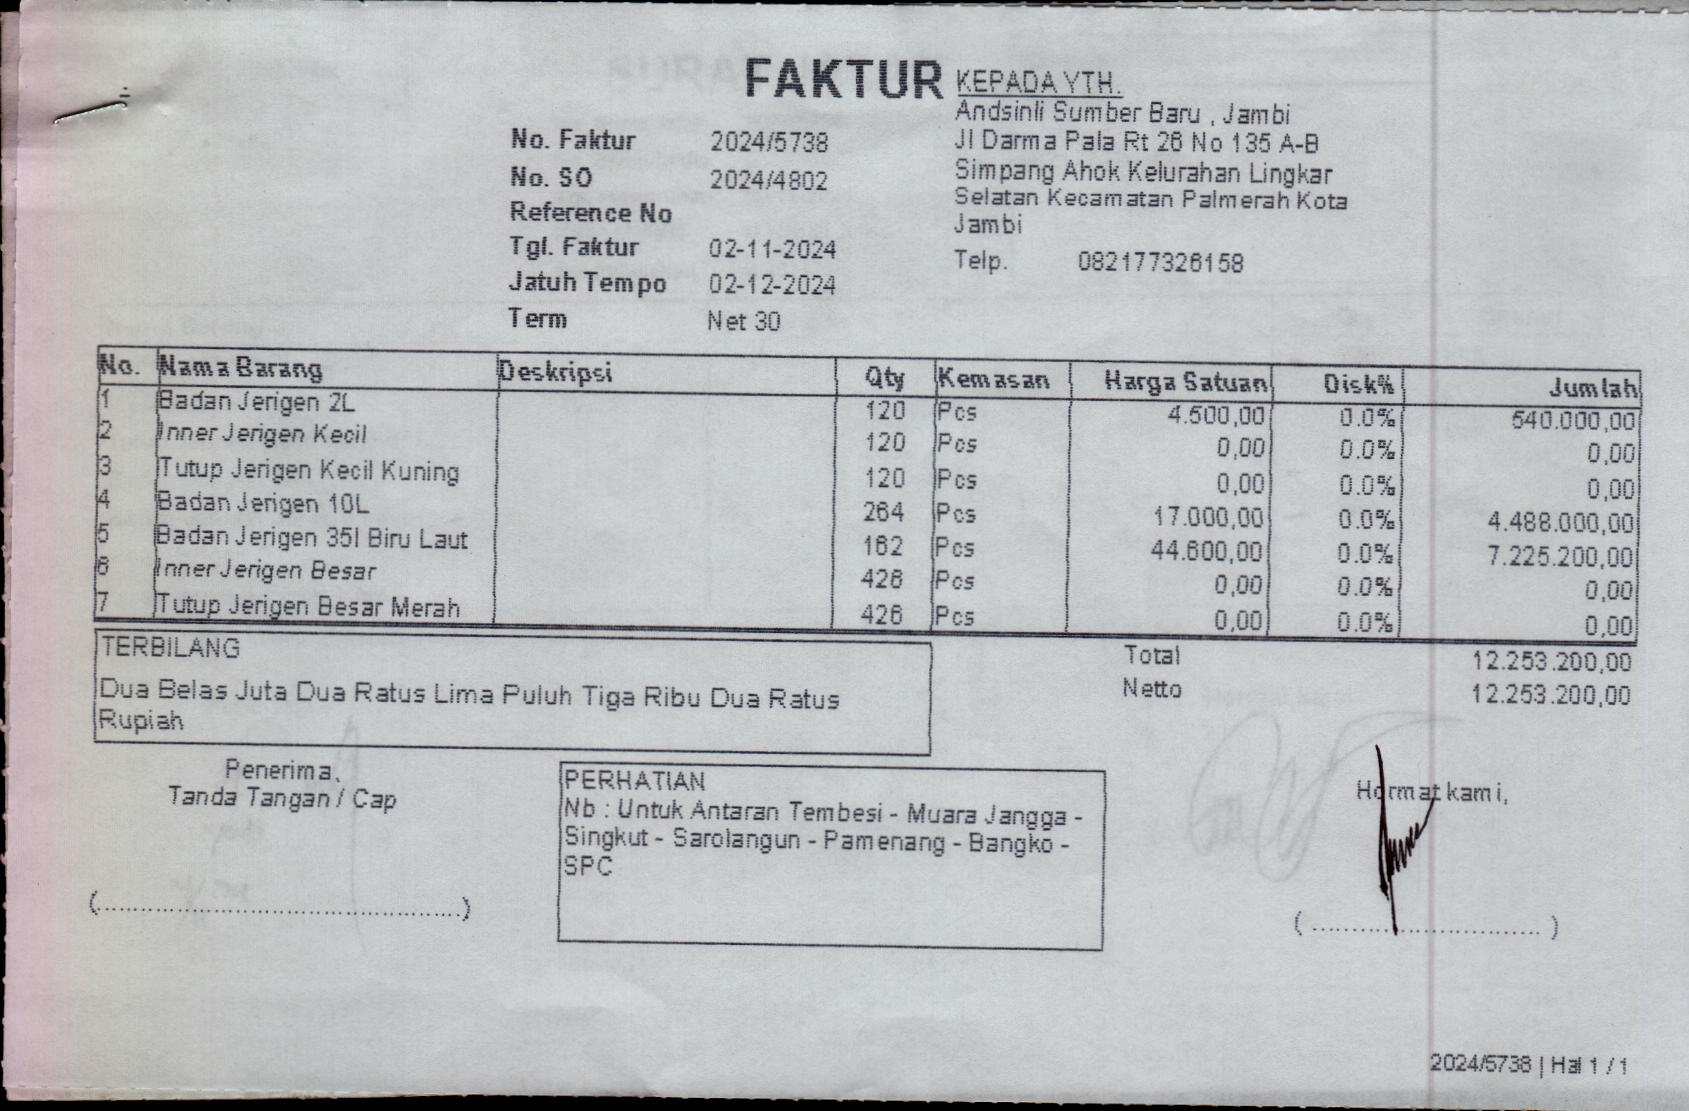 FAKTUR
No. Faktur 2024/5738
No. SO 2024/4802
Reference No
Tgl. Faktur 02-11-2024
Jatuh Tempo 02-12-2024
Term Net 30
KEPADA YTH.
Andsinli Sumber Baru , Jambi
Jl Darma Pala Rt 26 No 135 A-B
Simpang Ahok Kelurahan Lingkar
Selatan Kecamatan Palmerah Kota
Jambi
Telp. 082177326158
No. Nama Barang Deskripsi Qty Kemasan Harga Satuan Disk% Jumlah
1 Badan Jerigen 2L 120 Pcs 4.500,00 0.0% 540.000,00
2 Inner Jerigen Kecil 120 Pcs 0,00 0.0% 0,00
3 Tutup Jerigen Kecil Kuning 120 Pcs 0,00 0.0% 0,00
4 Badan Jerigen 10L 264 Pcs 17.000,00 0.0% 4.488.000,00
5 Badan Jerigen 35l Biru Laut 162 Pcs 44.600,00 0.0% 7.225.200,00
6 Inner Jerigen Besar 426 Pcs 0,00 0.0% 0,00
7 Tutup Jerigen Besar Merah 426 Pcs 0,00 0.0% 0,00
TERBILANG
Dua Belas Juta Dua Ratus Lima Puluh Tiga Ribu Dua Ratus
Rupiah
Total 12.253.200,00
Netto 12.253.200,00
Penerima,
Tanda Tangan / Cap
(............................................)
PERHATIAN
Nb : Untuk Antaran Tembesi - Muara Jangga -
Singkut - Sarolangun - Pamenang - Bangko -
SPC
Hormat kami,
( ............................ )
2024/5738 | Hal 1 / 1